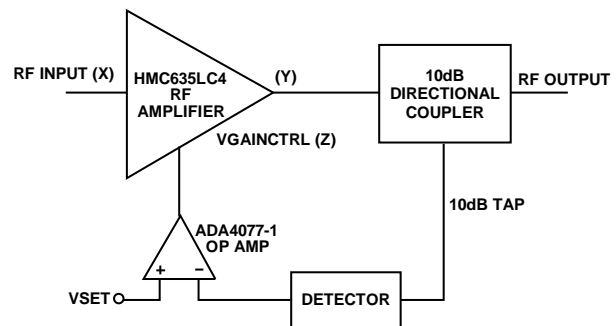 HMC635LC4
RF
AMPLIFIER
RF INPUT (X)
(Y)
10dB
DIRECTIONAL
COUPLER
RF OUTPUT
VGAINCTRL (Z)
10dB TAP
ADA4077-1
OP AMP
+
–
VSET
DETECTOR